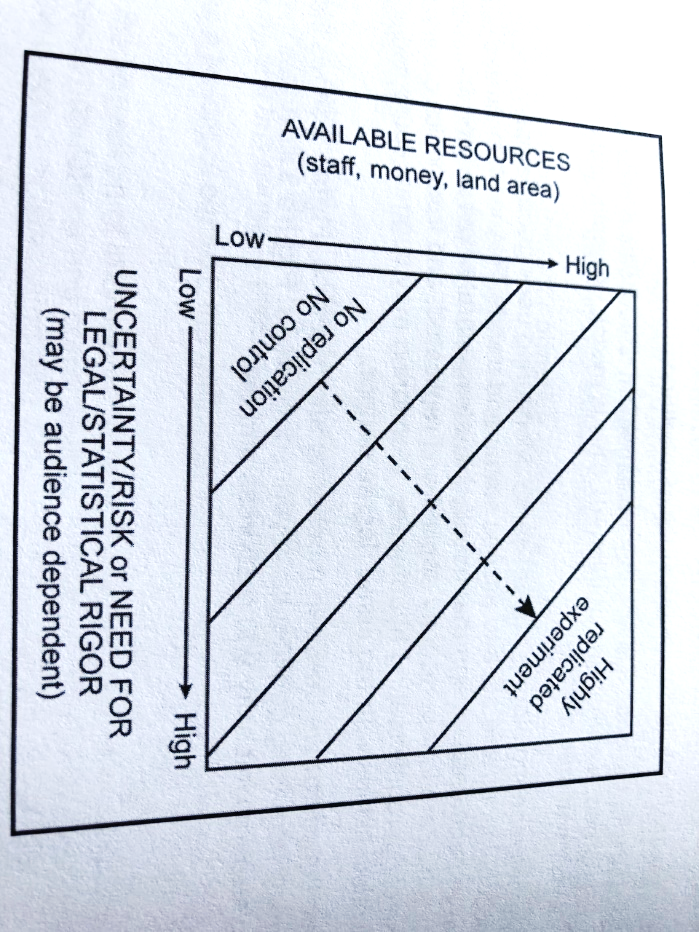 AVAILABLE RESOURCES
(staff, money, land area)
Low
High
UNCERTAINTY/RISK or NEED FOR
LEGAL/STATISTICAL RIGOR
(may be audience dependent)
Low
High
No replication
No control
Highly
replicated
experiment